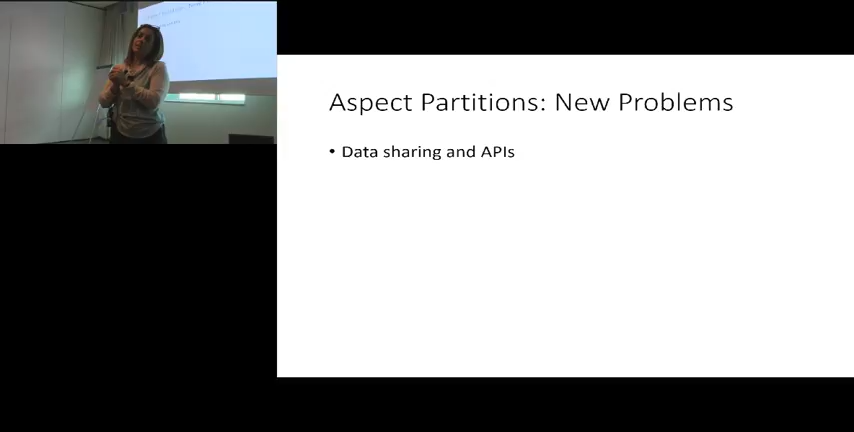 Aspect Partitions: New Problems
• Data sharing and APIs